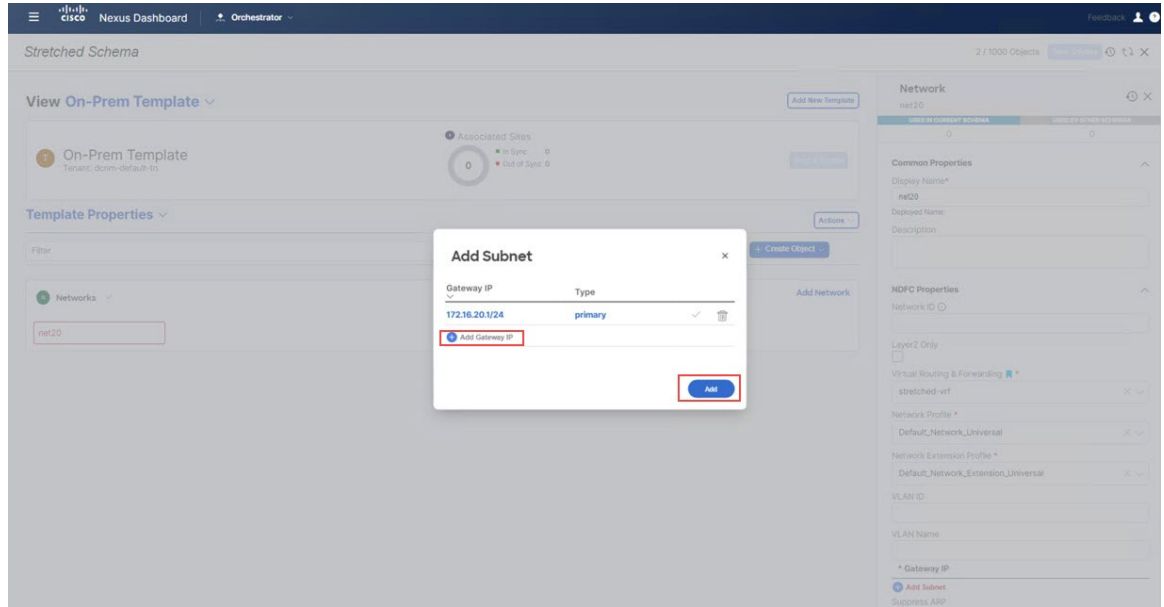 cisco Nexus Dashboard Orchestrator Feedback
Stretched Schema 2 / 1000 Objects
View On-Prem Template Add New Template
T On-Prem Template
Tenant: dcnm-default-tn
Associated Sites
0
In Sync: 0
Out of Sync: 0
Template Properties Actions
Filter + Create Object
Networks Add Network
net20
Add Subnet
Gateway IP Type
172.16.20.1/24 primary
Add Gateway IP
Add
Network
net20
USED IN CURRENT SCHEMA USED BY OTHER SCHEMAS
0 0
Common Properties
Display Name*
net20
Deployed Name:
Description
NDFC Properties
Network ID
Layer2 Only
Virtual Routing & Forwarding *
stretched-vrf
Network Profile *
Default_Network_Universal
Network Extension Profile *
Default_Network_Extension_Universal
VLAN ID
VLAN Name
* Gateway IP
Add Subnet
Suppress ARP